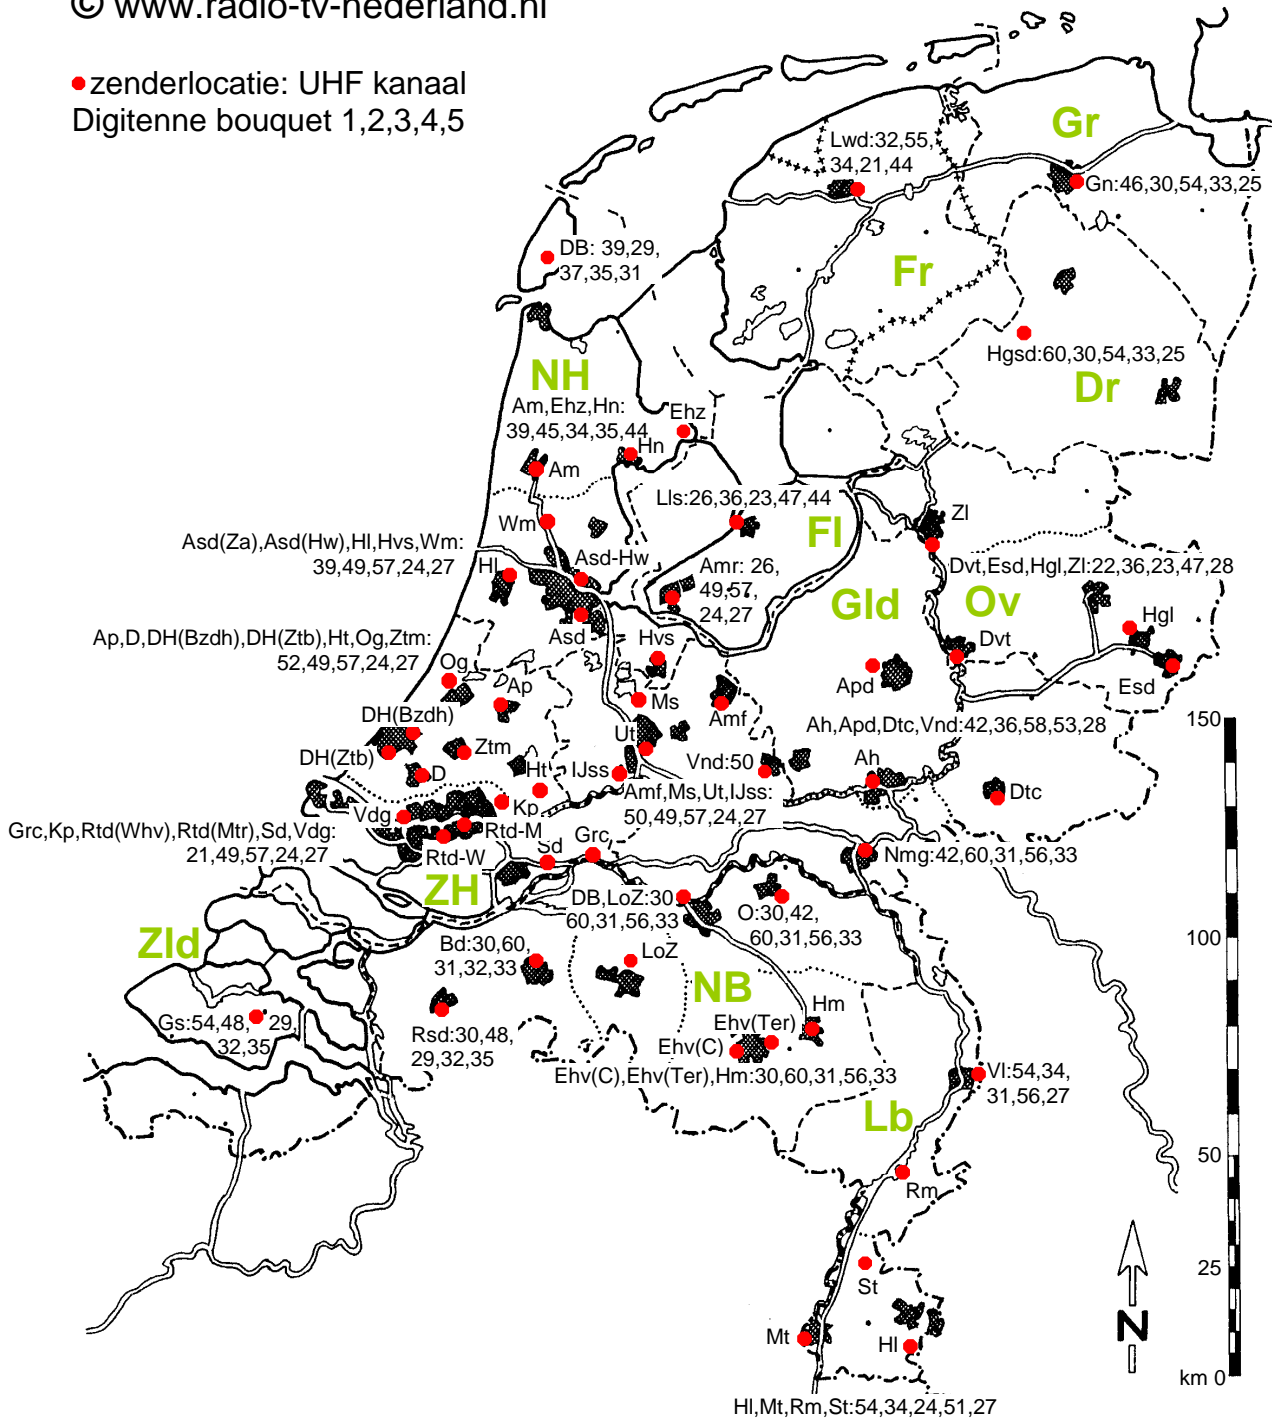 © www.radio-tv-nederland.nl
zenderlocatie: UHF kanaal
Digitenne bouquet 1,2,3,4,5
Gr
Lwd:32,55,
34,21,44
Gn:46,30,54,33,25
DB: 39,29,
37,35,31
Fr
Hgsd:60,30,54,33,25
Dr
NH
Am,Ehz,Hn:
39,45,34,35,44
Ehz
Hn
Am
Lls:26,36,23,47,44
Wm
Fl
Zl
Asd(Za),Asd(Hw),Hl,Hvs,Wm:
39,49,57,24,27
Hl
Asd-Hw
Amr: 26,
49,57,
24,27
Dvt,Esd,Hgl,Zl:22,36,23,47,28
Gld
Ov
Hgl
Ap,D,DH(Bzdh),DH(Ztb),Ht,Og,Ztm:
52,49,57,24,27
Asd
Hvs
Dvt
Og
Ap
Ms
Amf
Apd
Esd
DH(Bzdh)
DH(Ztb)
Ztm
Ut
Ah,Apd,Dtc,Vnd:42,36,58,53,28
150
D
Ht
IJss
Vnd:50
Ah
Dtc
Amf,Ms,Ut,IJss:
50,49,57,24,27
Vdg
Kp
Grc,Kp,Rtd(Whv),Rtd(Mtr),Sd,Vdg:
21,49,57,24,27
Rtd-M
Rtd-W
Sd
Grc
Nmg:42,60,31,56,33
ZH
DB,LoZ:30
60,31,56,33
O:30,42,
60,31,56,33
Zld
Bd:30,60,
31,32,33
LoZ
100
NB
Gs:54,48, 29,
32,35
Rsd:30,48,
29,32,35
Hm
Ehv(Ter)
Ehv(C)
Ehv(C),Ehv(Ter),Hm:30,60,31,56,33
Vl:54,34,
31,56,27
Lb
50
Rm
25
St
N
Mt
Hl
km 0
Hl,Mt,Rm,St:54,34,24,51,27